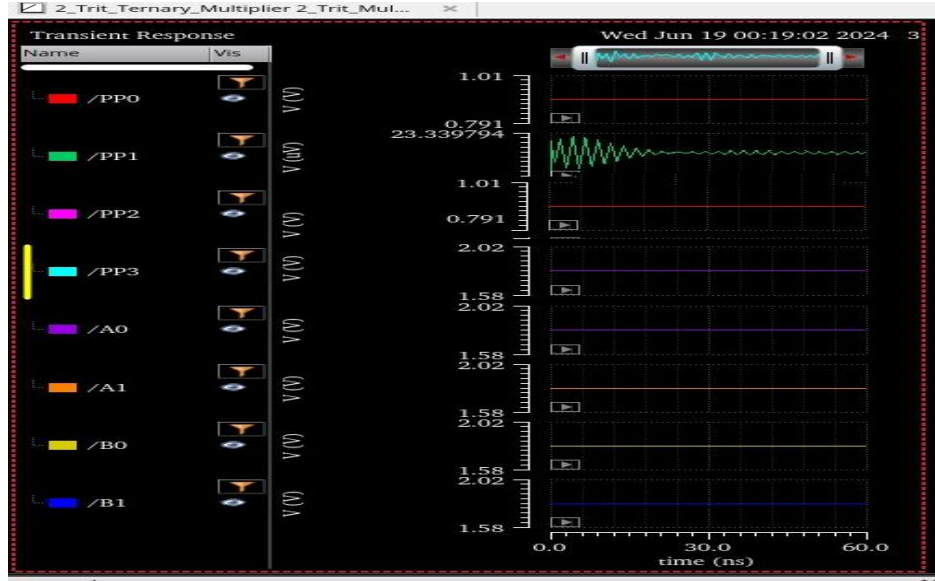 2_Trit_Ternary_Multiplier 2_Trit_Mul... ×
Transient Response Wed Jun 19 00:19:02 2024 3
Name Vis
/PP0 V (V) 1.01 0.791
/PP1 V (mV) 23.339794
/PP2 V (V) 1.01 0.791
/PP3 V (V) 2.02 1.58
/A0 V (V) 2.02 1.58
/A1 V (V) 2.02 1.58
/B0 V (V) 2.02 1.58
/B1 V (V) 2.02 1.58
0.0 30.0 60.0
time (ns)